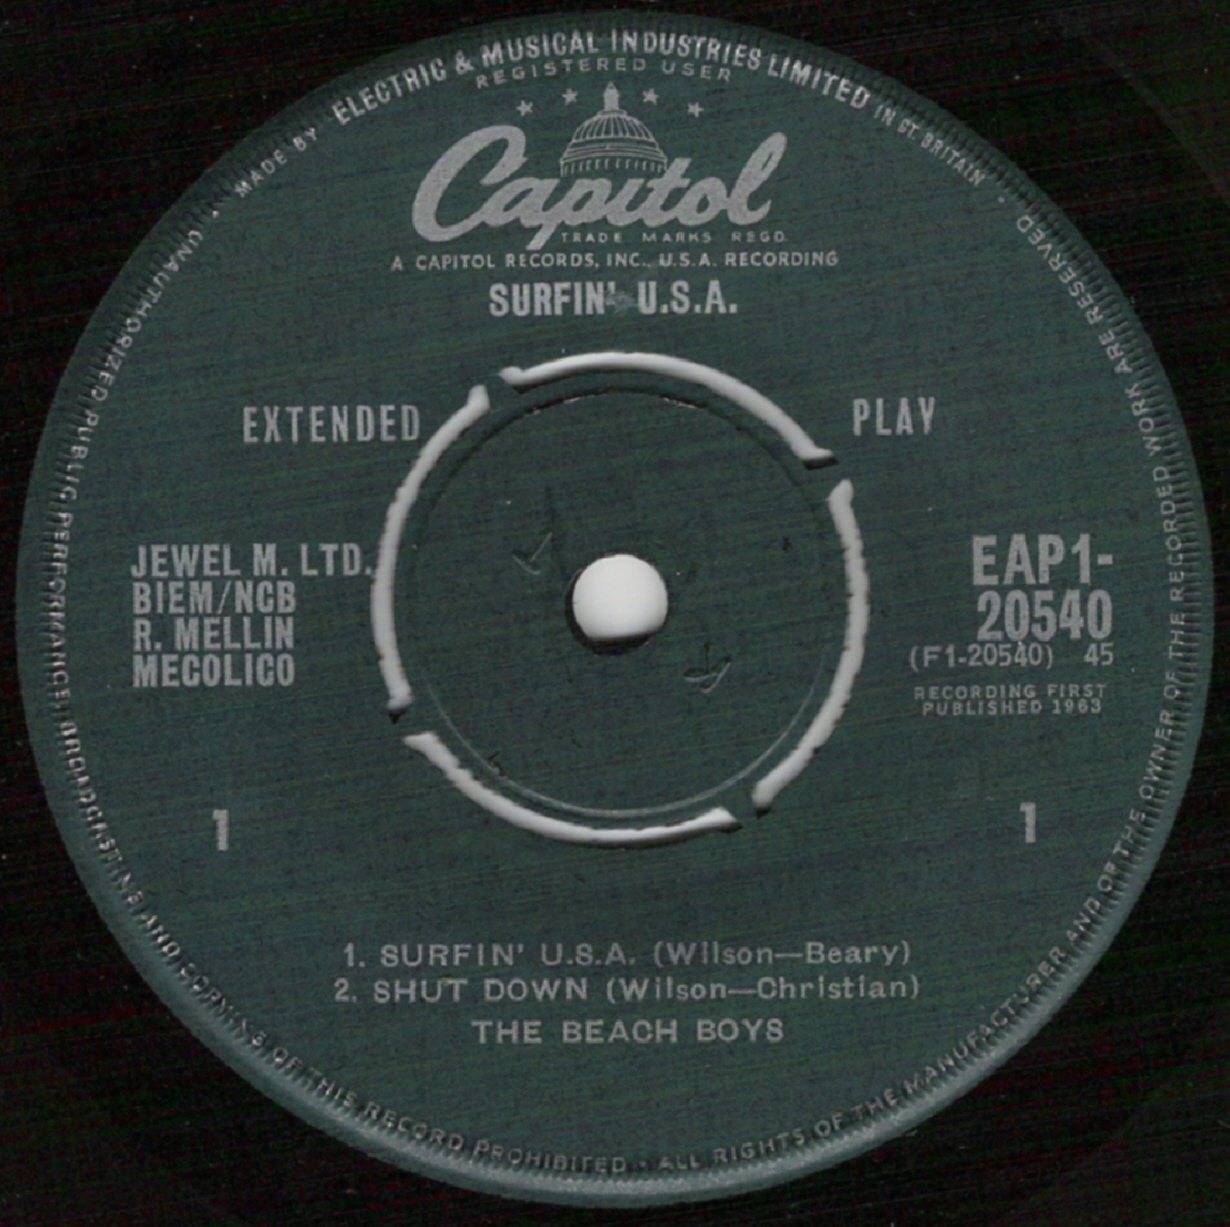 MADE BY ELECTRIC & MUSICAL INDUSTRIES LIMITED IN GT. BRITAIN
REGISTERED USER
Capitol
TRADE MARKS REGD
A CAPITOL RECORDS, INC., U.S.A. RECORDING
SURFIN' U.S.A.
EXTENDED PLAY
JEWEL M. LTD.
BIEM/NCB
R. MELLIN
MECOLICO
EAP1-
20540
(F1-20540) 45
RECORDING FIRST
PUBLISHED 1963
1 1
1. SURFIN' U.S.A. (Wilson—Beary)
2. SHUT DOWN (Wilson—Christian)
THE BEACH BOYS
UNAUTHORIZED PUBLIC PERFORMANCE, BROADCASTING AND COPYING OF THIS RECORD PROHIBITED · ALL RIGHTS OF THE MANUFACTURER AND OF THE OWNER OF THE RECORDED WORK ARE RESERVED